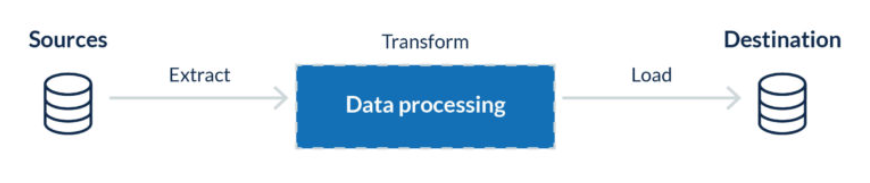 Sources
Extract
Transform
Data processing
Load
Destination